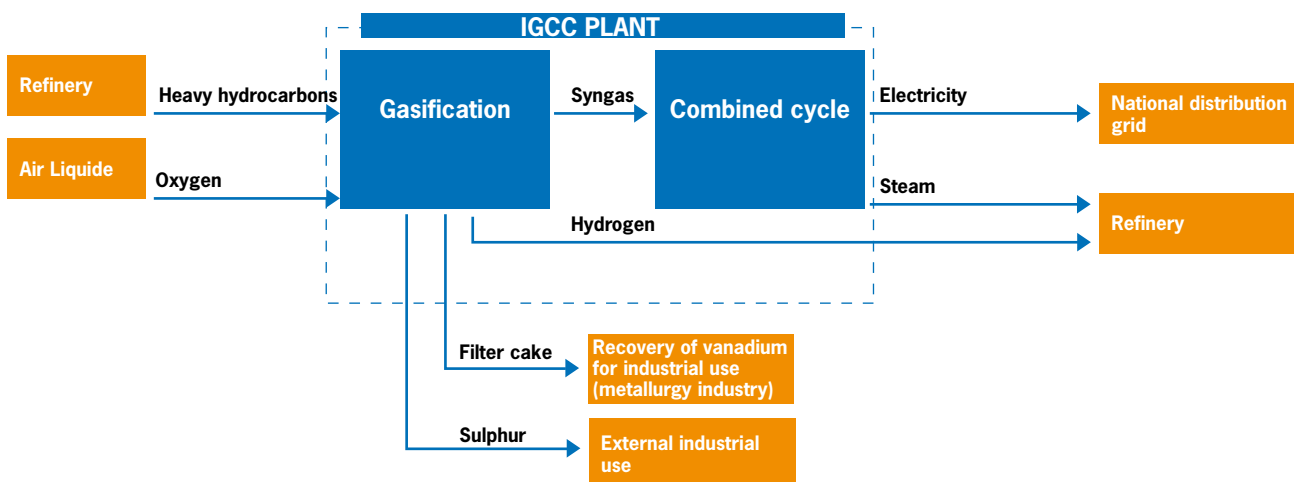 IGCC PLANT
Refinery
Heavy hydrocarbons
Gasification
Syngas
Combined cycle
Electricity
National distribution
grid
Air Liquide
Oxygen
Steam
Hydrogen
Refinery
Filter cake
Recovery of vanadium
for industrial use
(metallurgy industry)
Sulphur
External industrial
use